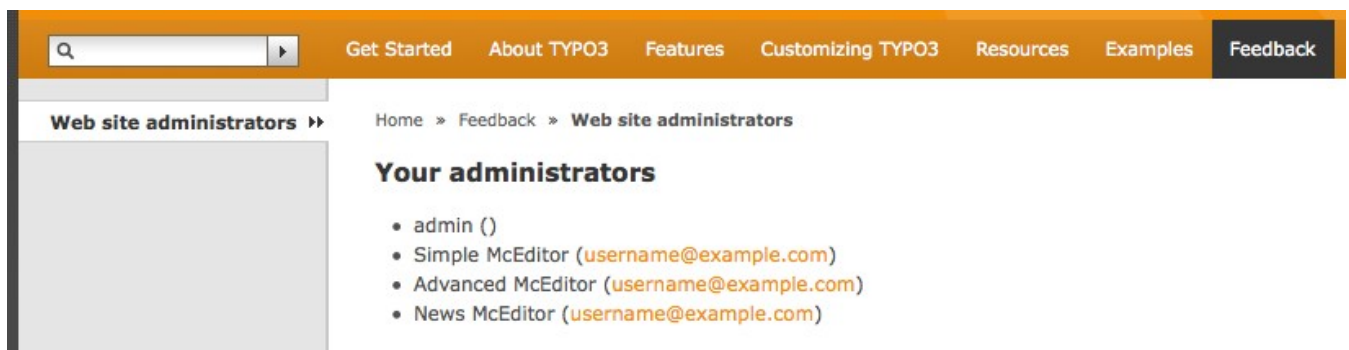 Get Started About TYPO3 Features Customizing TYPO3 Resources Examples Feedback
Web site administrators
Home » Feedback » Web site administrators
Your administrators
• admin ()
• Simple McEditor (username@example.com)
• Advanced McEditor (username@example.com)
• News McEditor (username@example.com)